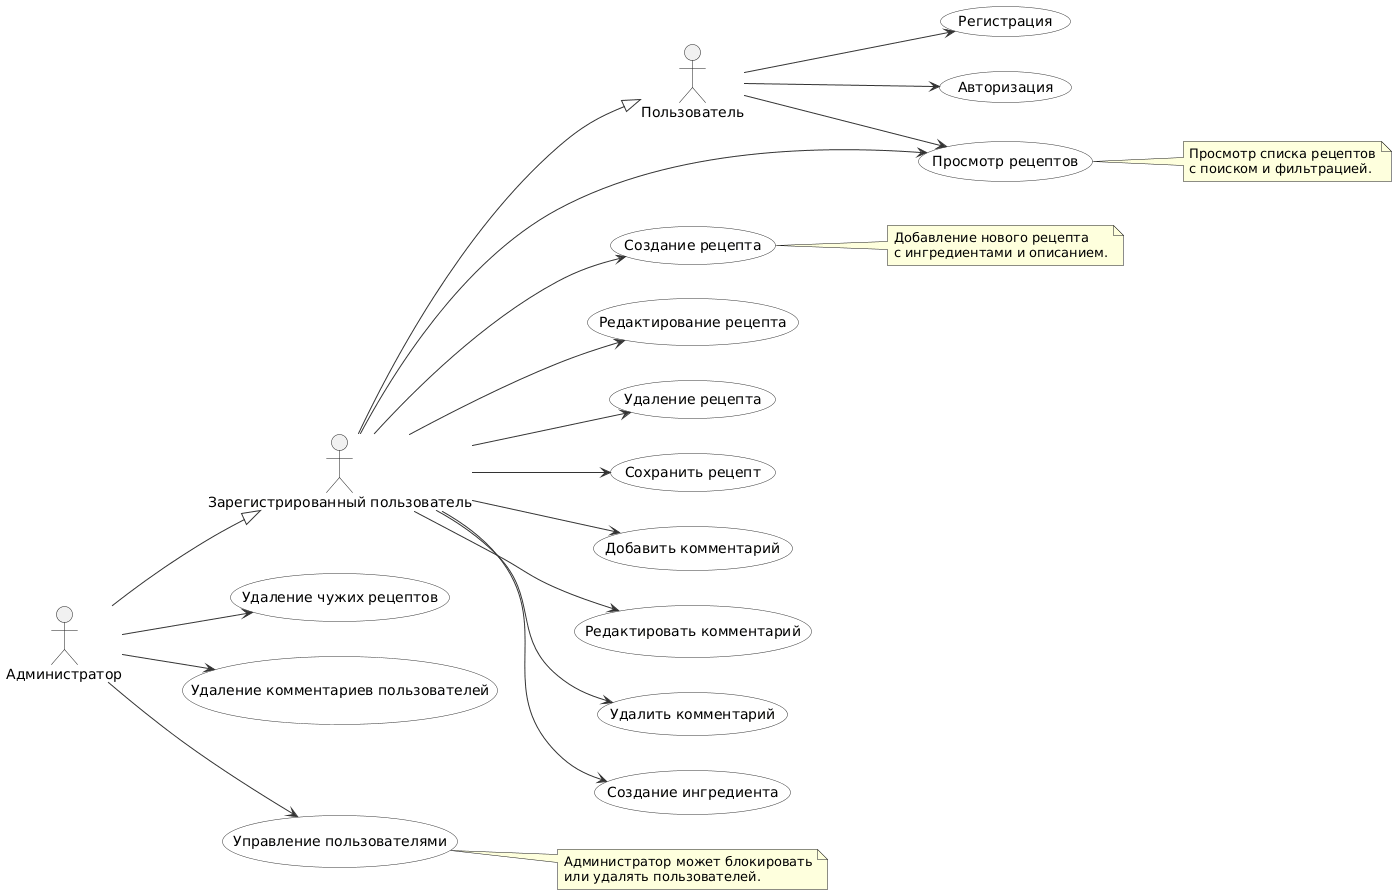 Регистрация
Пользователь
Авторизация
Просмотр рецептов
Просмотр списка рецептов
с поиском и фильтрацией.
Создание рецепта
Добавление нового рецепта
с ингредиентами и описанием.
Редактирование рецепта
Удаление рецепта
Сохранить рецепт
Зарегистрированный пользователь
Добавить комментарий
Удаление чужих рецептов
Редактировать комментарий
Администратор
Удаление комментариев пользователей
Удалить комментарий
Создание ингредиента
Управление пользователями
Администратор может блокировать
или удалять пользователей.